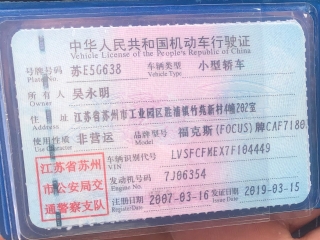 中华人民共和国机动车行驶证
Vehicle License of the People's Republic of China
号牌号码 苏E5G638 车辆类型 小型轿车
Plate No. Vehicle Type
所有人 吴永明
Owner
住址 江苏省苏州市工业园区胜浦镇竹苑新村4幢202室
Address
使用性质 非营运 品牌型号 福克斯(FOCUS)牌CAF7180
Use Character Model
江苏省苏州市公安局交通警察支队
车辆识别代号 LVSFCFMEX7F104449
VIN
发动机号码 7J06354
Engine No.
注册日期 2007-03-16 发证日期 2019-03-15
Register Date Issue Date